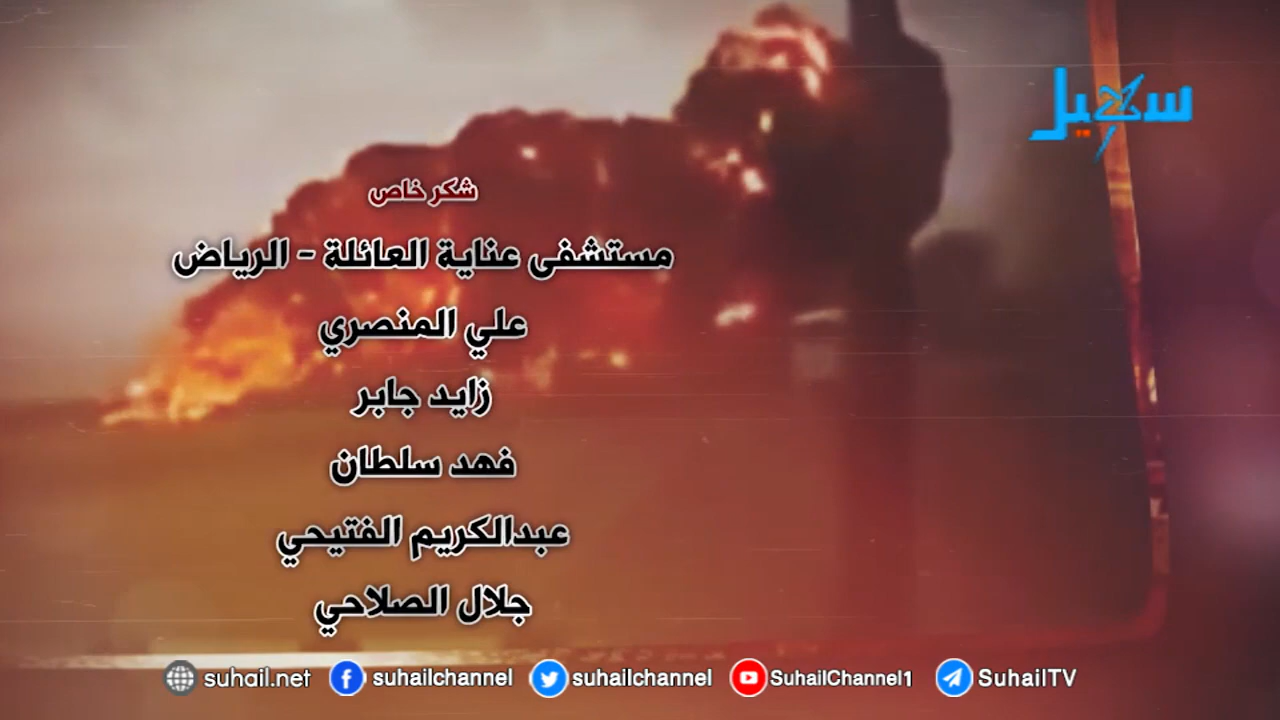 سهيل
شكر خاص
مستشفى عناية العائلة - الرياض
علي المنصري
زايد جابر
فهد سلطان
عبدالكريم الفتيحي
جلال الصلاحي
suhail.net suhailchannel suhailchannel SuhailChannel1 SuhailTV